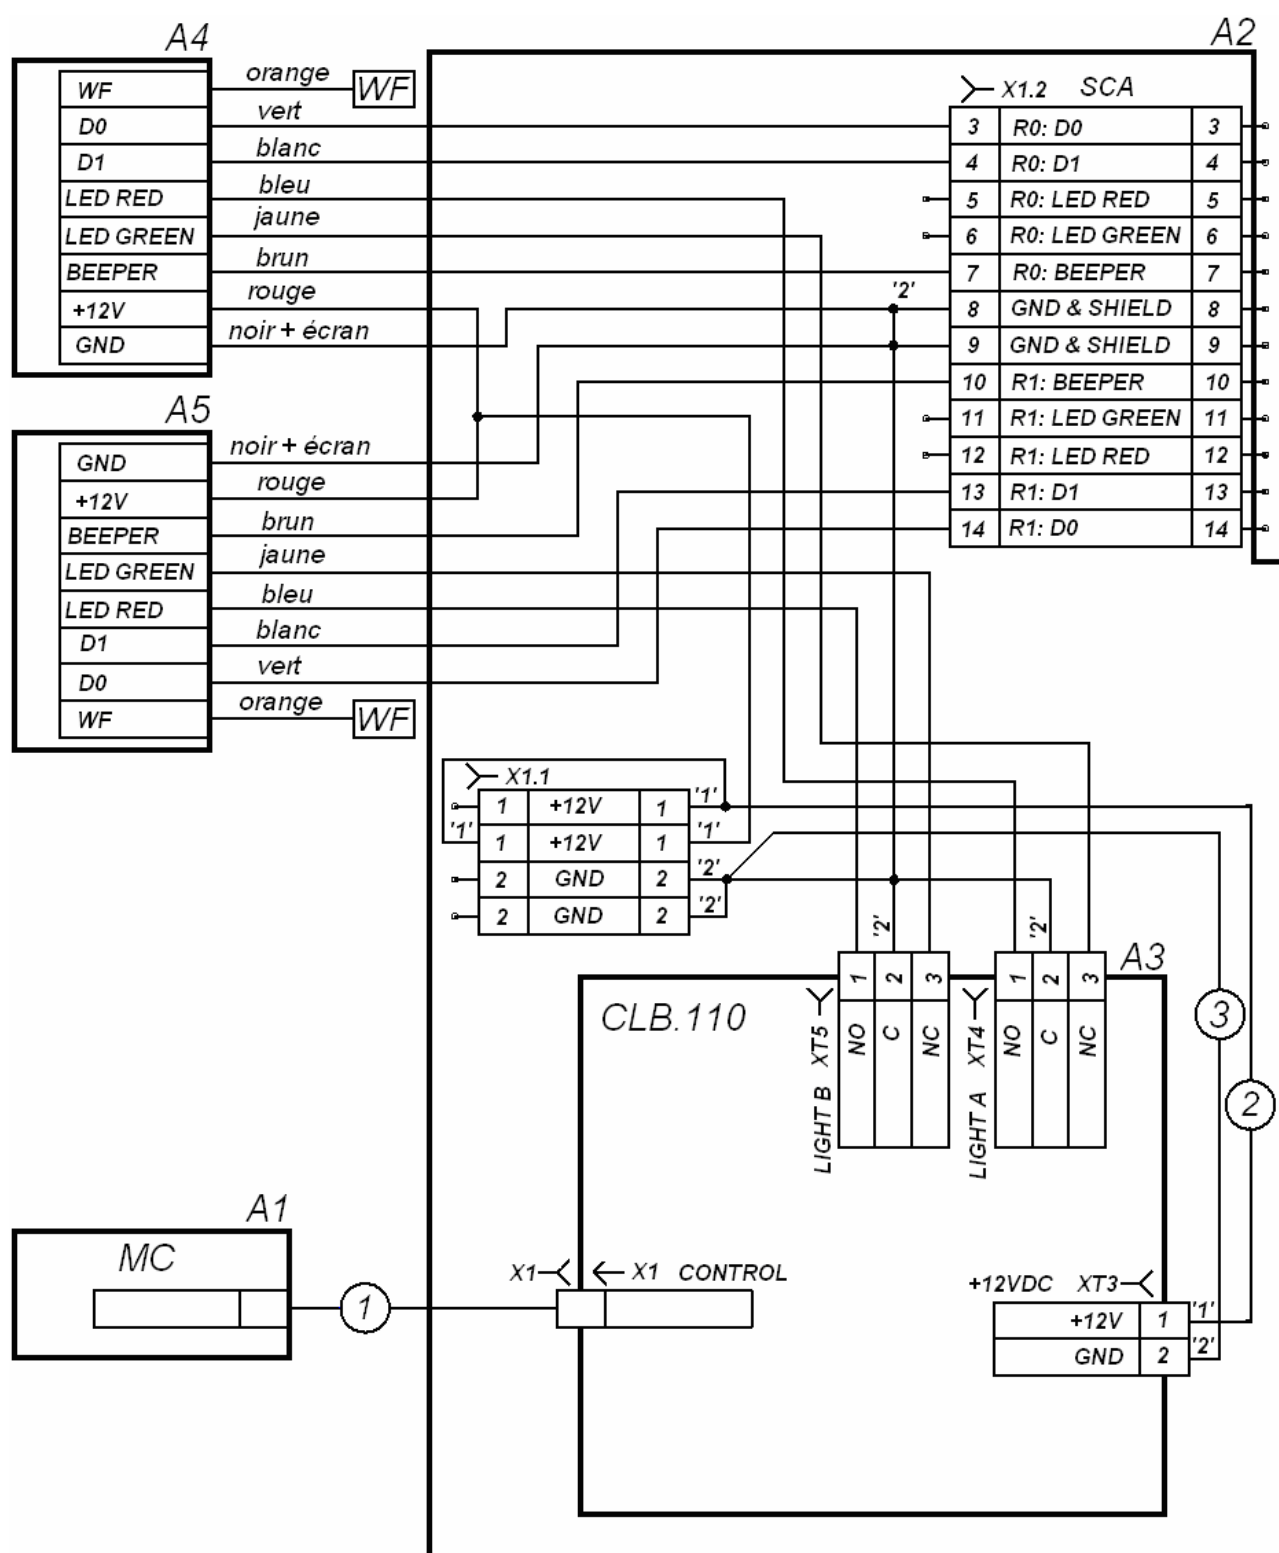 A4
WF
D0
D1
LED RED
LED GREEN
BEEPER
+12V
GND
orange
WF
vert
blanc
bleu
jaune
brun
rouge
noir + écran
A5
GND
+12V
BEEPER
LED GREEN
LED RED
D1
D0
WF
noir + écran
rouge
brun
jaune
bleu
blanc
vert
orange
WF
A2
X1.2 SCA
3 R0: D0 3
4 R0: D1 4
5 R0: LED RED 5
6 R0: LED GREEN 6
7 R0: BEEPER 7
'2'
8 GND & SHIELD 8
9 GND & SHIELD 9
10 R1: BEEPER 10
11 R1: LED GREEN 11
12 R1: LED RED 12
13 R1: D1 13
14 R1: D0 14
X1.1
1 +12V 1 '1'
'1' 1 +12V 1 '1'
2 GND 2 '2'
2 GND 2 '2'
'2'
'2'
A3
CLB.110
1 2 3
NO C NC
LIGHT B XT5
1 2 3
NO C NC
LIGHT A XT4
3
2
A1
MC
1
X1
X1 CONTROL
+12VDC XT3
+12V 1 '1'
GND 2 '2'